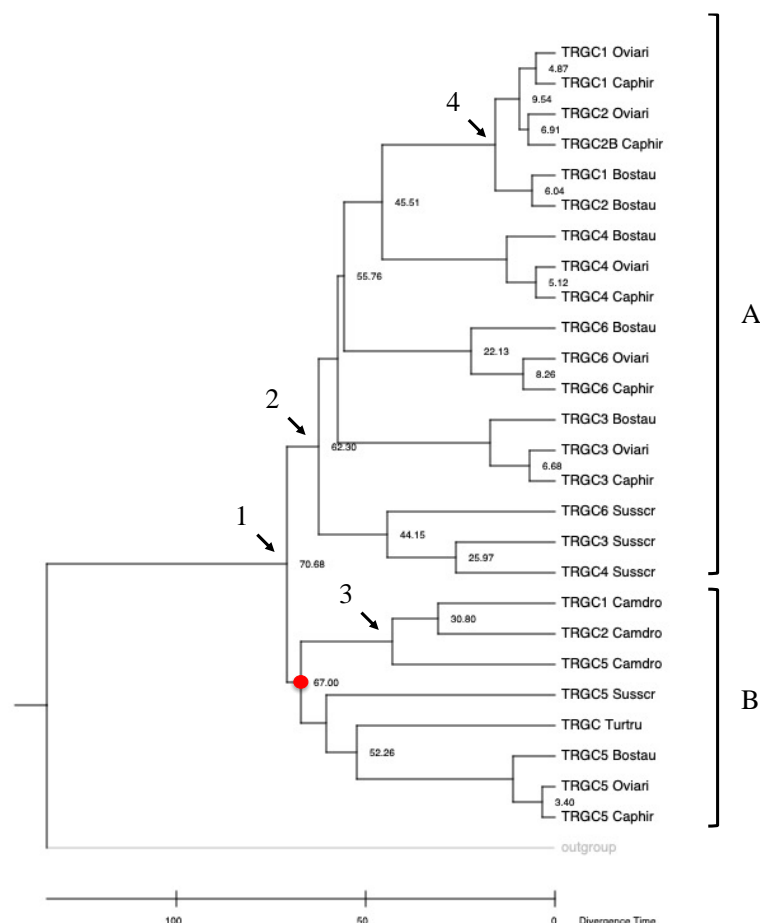 TRGC1 Oviari
4.87
TRGC1 Caphir
9.54
4
TRGC2 Oviari
6.91
TRGC2B Caphir
TRGC1 Bostau
6.04
45.51
TRGC2 Bostau
TRGC4 Bostau
TRGC4 Oviari
55.76
5.12
TRGC4 Caphir
A
TRGC6 Bostau
22.13
TRGC6 Oviari
8.26
TRGC6 Caphir
2
TRGC3 Bostau
62.30
TRGC3 Oviari
6.68
TRGC3 Caphir
TRGC6 Susscr
1
44.15
TRGC3 Susscr
25.97
70.68
TRGC4 Susscr
3
TRGC1 Camdro
30.80
TRGC2 Camdro
TRGC5 Camdro
67.00
TRGC5 Susscr
B
TRGC Turtru
52.26
TRGC5 Bostau
TRGC5 Oviari
3.40
TRGC5 Caphir
outgroup
100 50 0 Divergence Time